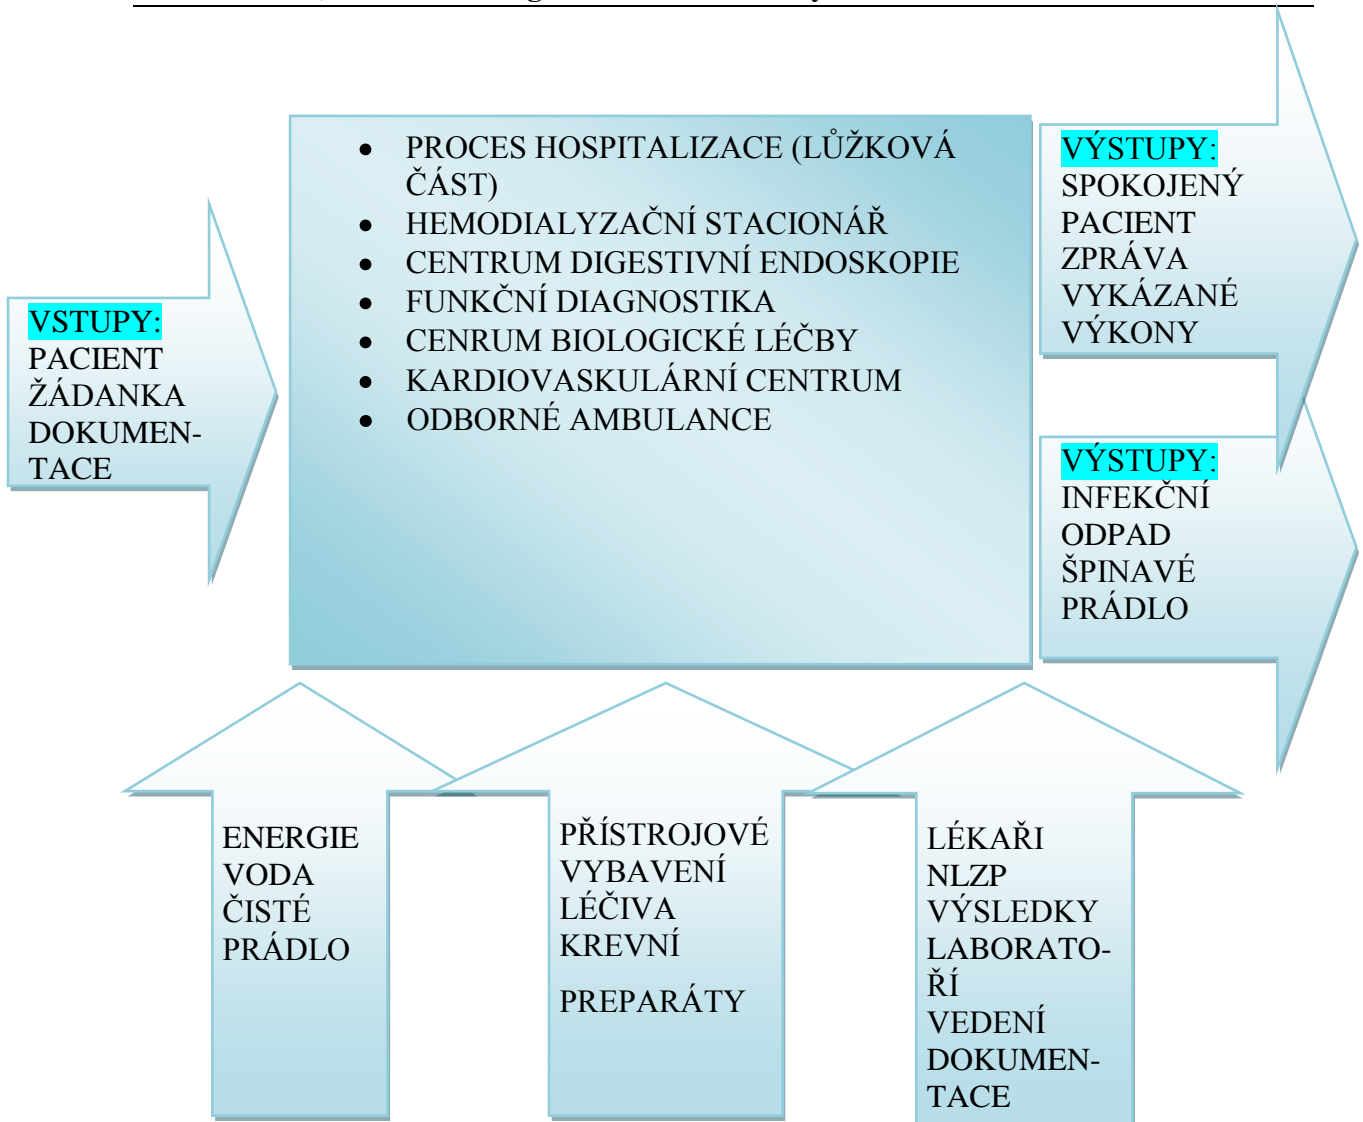 VSTUPY:
PACIENT
ŽÁDANKA
DOKUMEN-
TACE
PROCES HOSPITALIZACE (LŮŽKOVÁ
ČÁST)
HEMODIALYZAČNÍ STACIONÁŘ
CENTRUM DIGESTIVNÍ ENDOSKOPIE
FUNKČNÍ DIAGNOSTIKA
CENRUM BIOLOGICKÉ LÉČBY
KARDIOVASKULÁRNÍ CENTRUM
ODBORNÉ AMBULANCE
VÝSTUPY:
SPOKOJENÝ
PACIENT
ZPRÁVA
VYKÁZANÉ
VÝKONY
VÝSTUPY:
INFEKČNÍ
ODPAD
ŠPINAVÉ
PRÁDLO
ENERGIE
VODA
ČISTÉ
PRÁDLO
PŘÍSTROJOVÉ
VYBAVENÍ
LÉČIVA
KREVNÍ
PREPARÁTY
LÉKAŘI
NLZP
VÝSLEDKY
LABORATO-
ŘÍ
VEDENÍ
DOKUMEN-
TACE